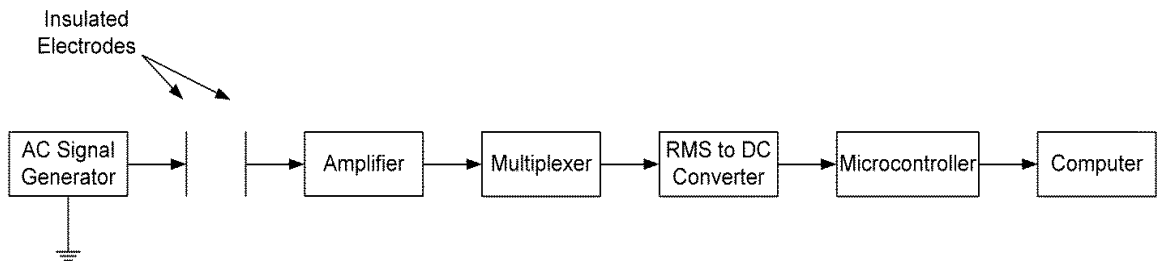 Insulated
Electrodes
AC Signal
Generator
Amplifier
Multiplexer
RMS to DC
Converter
Microcontroller
Computer